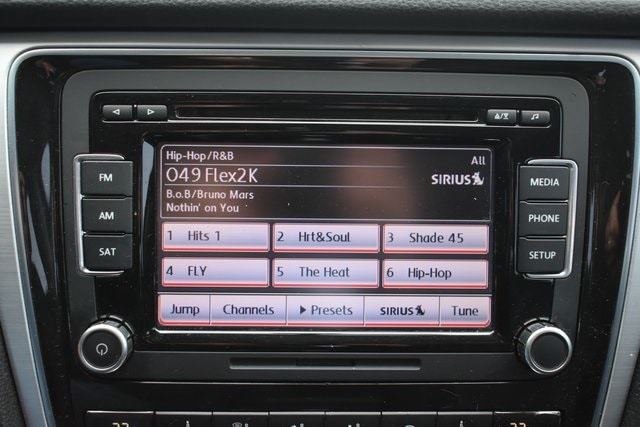 Hip-Hop/R&B
All
049 Flex2K
SIRIUS
B.o.B/Bruno Mars
Nothin' on You
1 Hits 1
2 Hrt&Soul
3 Shade 45
4 FLY
5 The Heat
6 Hip-Hop
Jump Channels Presets SIRIUS Tune
FM
AM
SAT
MEDIA
PHONE
SETUP